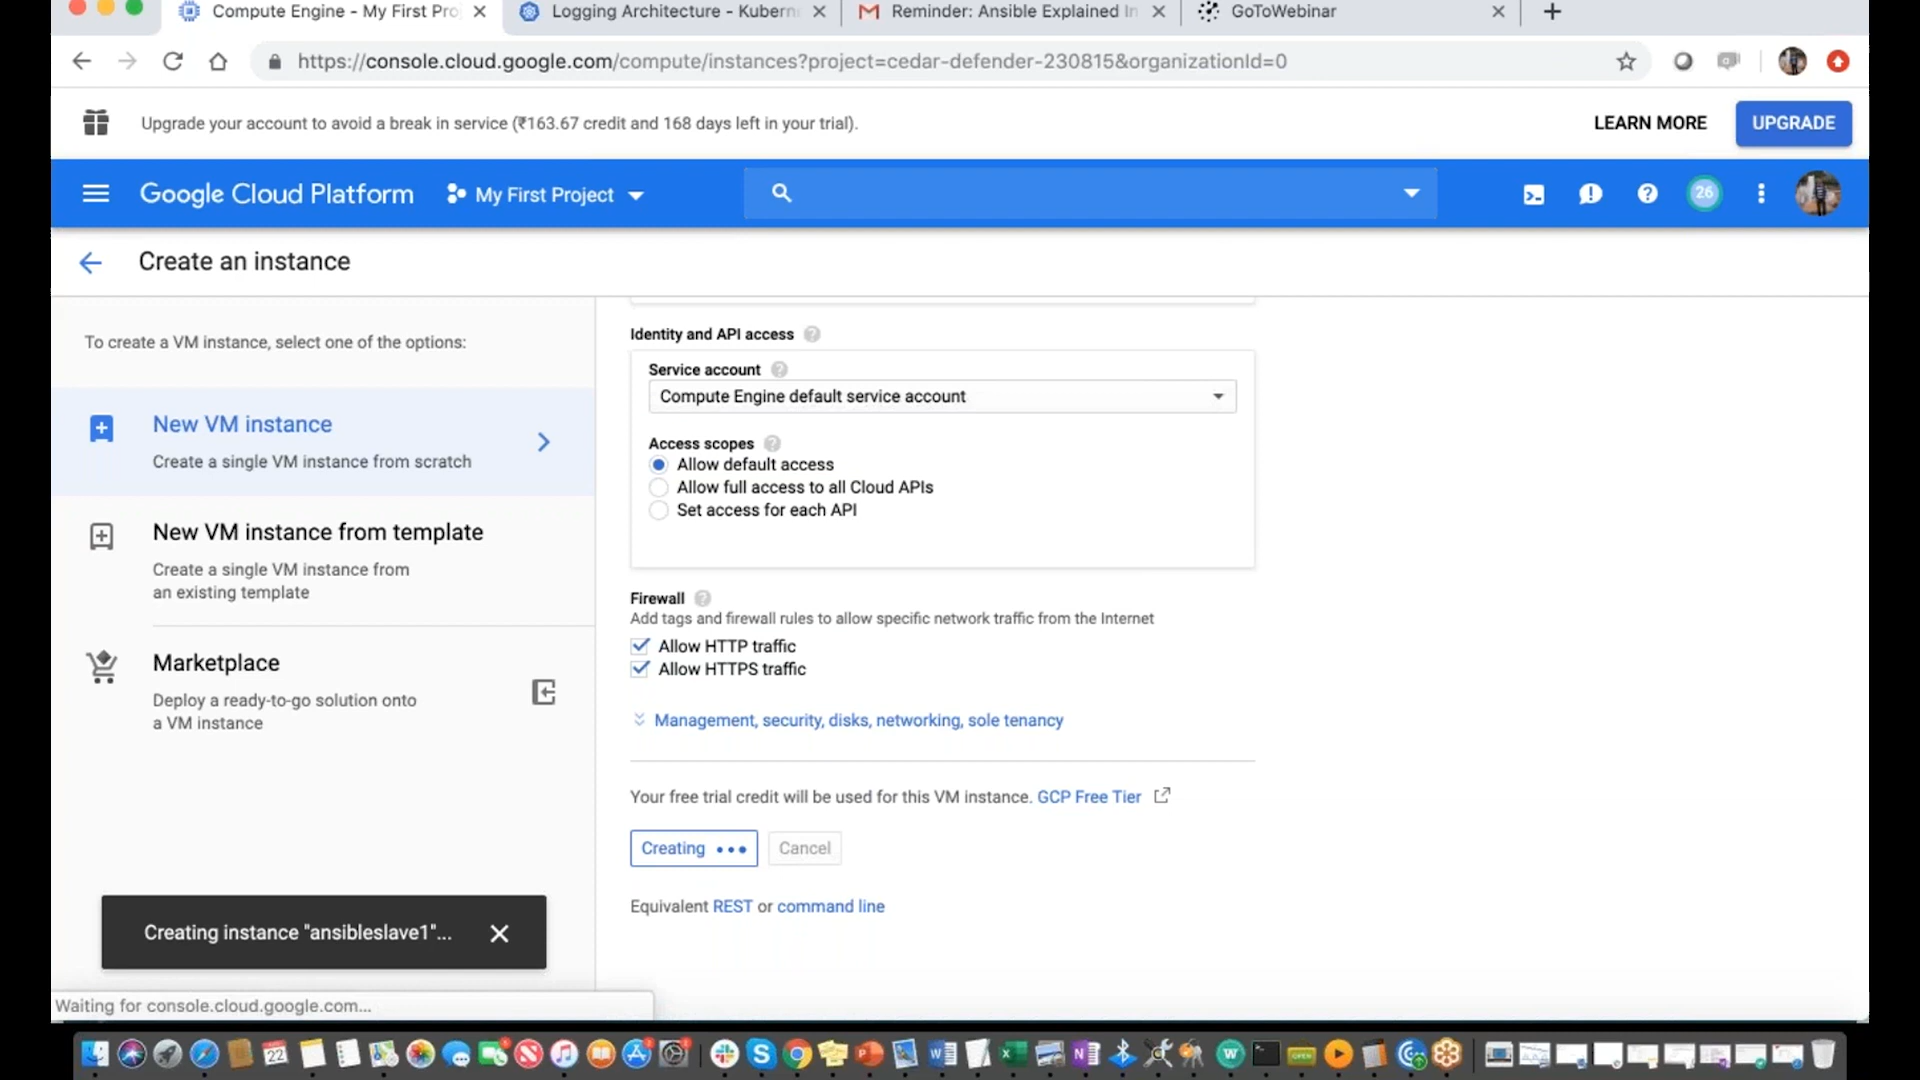 Compute Engine - My First Pro
Logging Architecture - Kubern
Reminder: Ansible Explained In
GoToWebinar
https://console.cloud.google.com/compute/instances?project=cedar-defender-230815&organizationId=0
Upgrade your account to avoid a break in service (₹163.67 credit and 168 days left in your trial).
LEARN MORE
UPGRADE
Google Cloud Platform
My First Project
26
Create an instance
To create a VM instance, select one of the options:
New VM instance
Create a single VM instance from scratch
New VM instance from template
Create a single VM instance from
an existing template
Marketplace
Deploy a ready-to-go solution onto
a VM instance
Identity and API access
Service account
Compute Engine default service account
Access scopes
Allow default access
Allow full access to all Cloud APIs
Set access for each API
Firewall
Add tags and firewall rules to allow specific network traffic from the Internet
Allow HTTP traffic
Allow HTTPS traffic
Management, security, disks, networking, sole tenancy
Your free trial credit will be used for this VM instance. GCP Free Tier
Creating
Cancel
Equivalent REST or command line
Creating instance "ansibleslave1"...
Waiting for console.cloud.google.com...
22